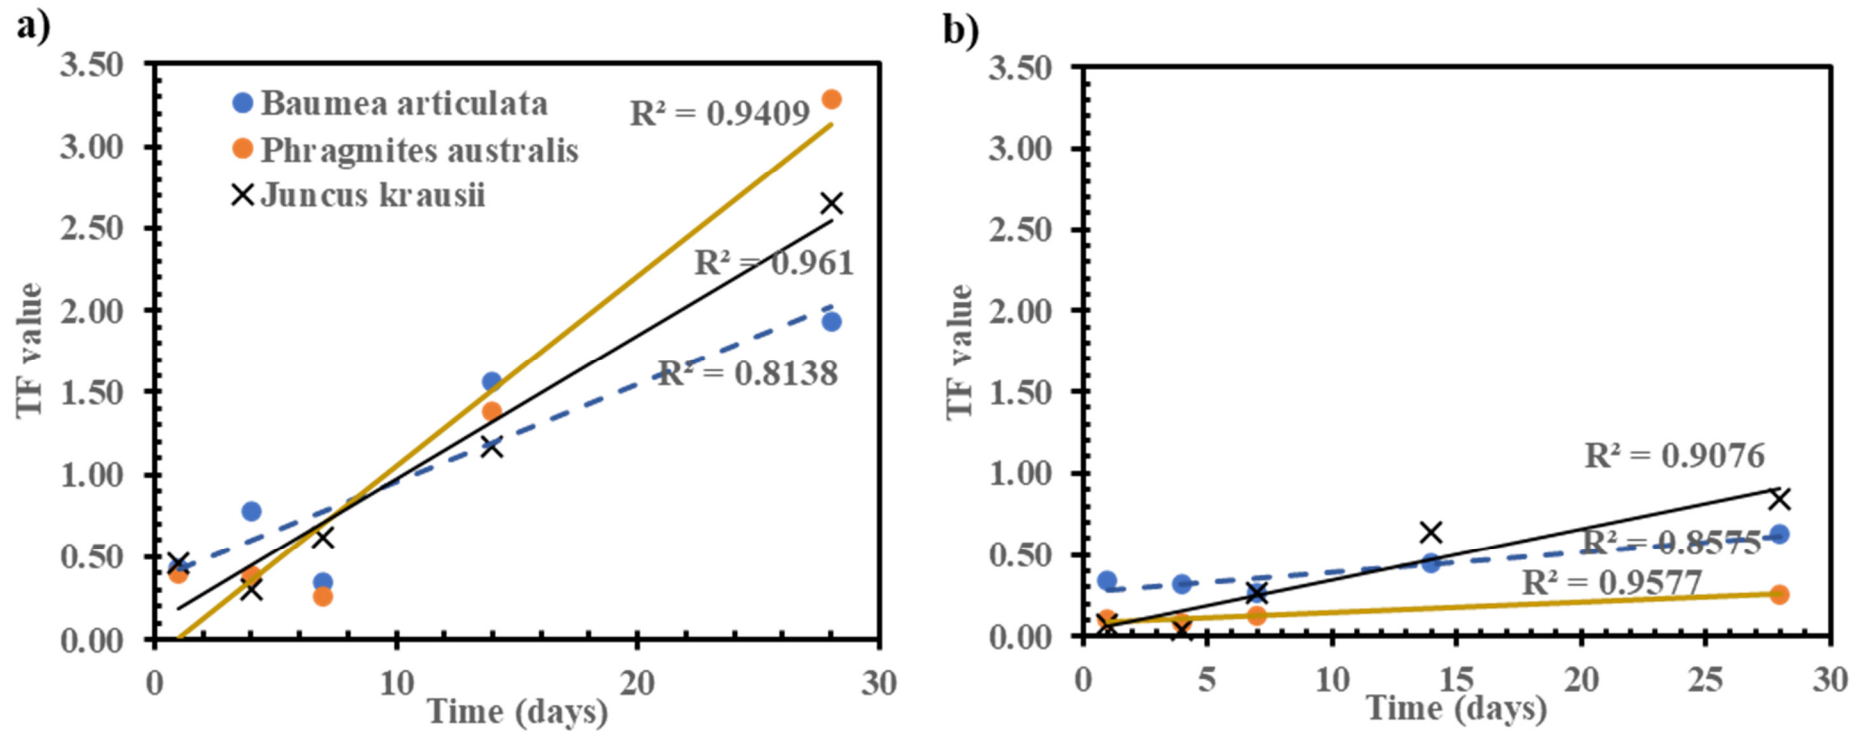 a)
3.50
3.00
2.50
2.00
1.50
1.00
0.50
0.00
TF value
Baumea articulata
Phragmites australis
Juncus krausii
R² = 0.9409
R² = 0.961
R² = 0.8138
0 10 20 30
Time (days)
b)
3.50
3.00
2.50
2.00
1.50
1.00
0.50
0.00
TF value
R² = 0.9076
R² = 0.8575
R² = 0.9577
0 5 10 15 20 25 30
Time (days)